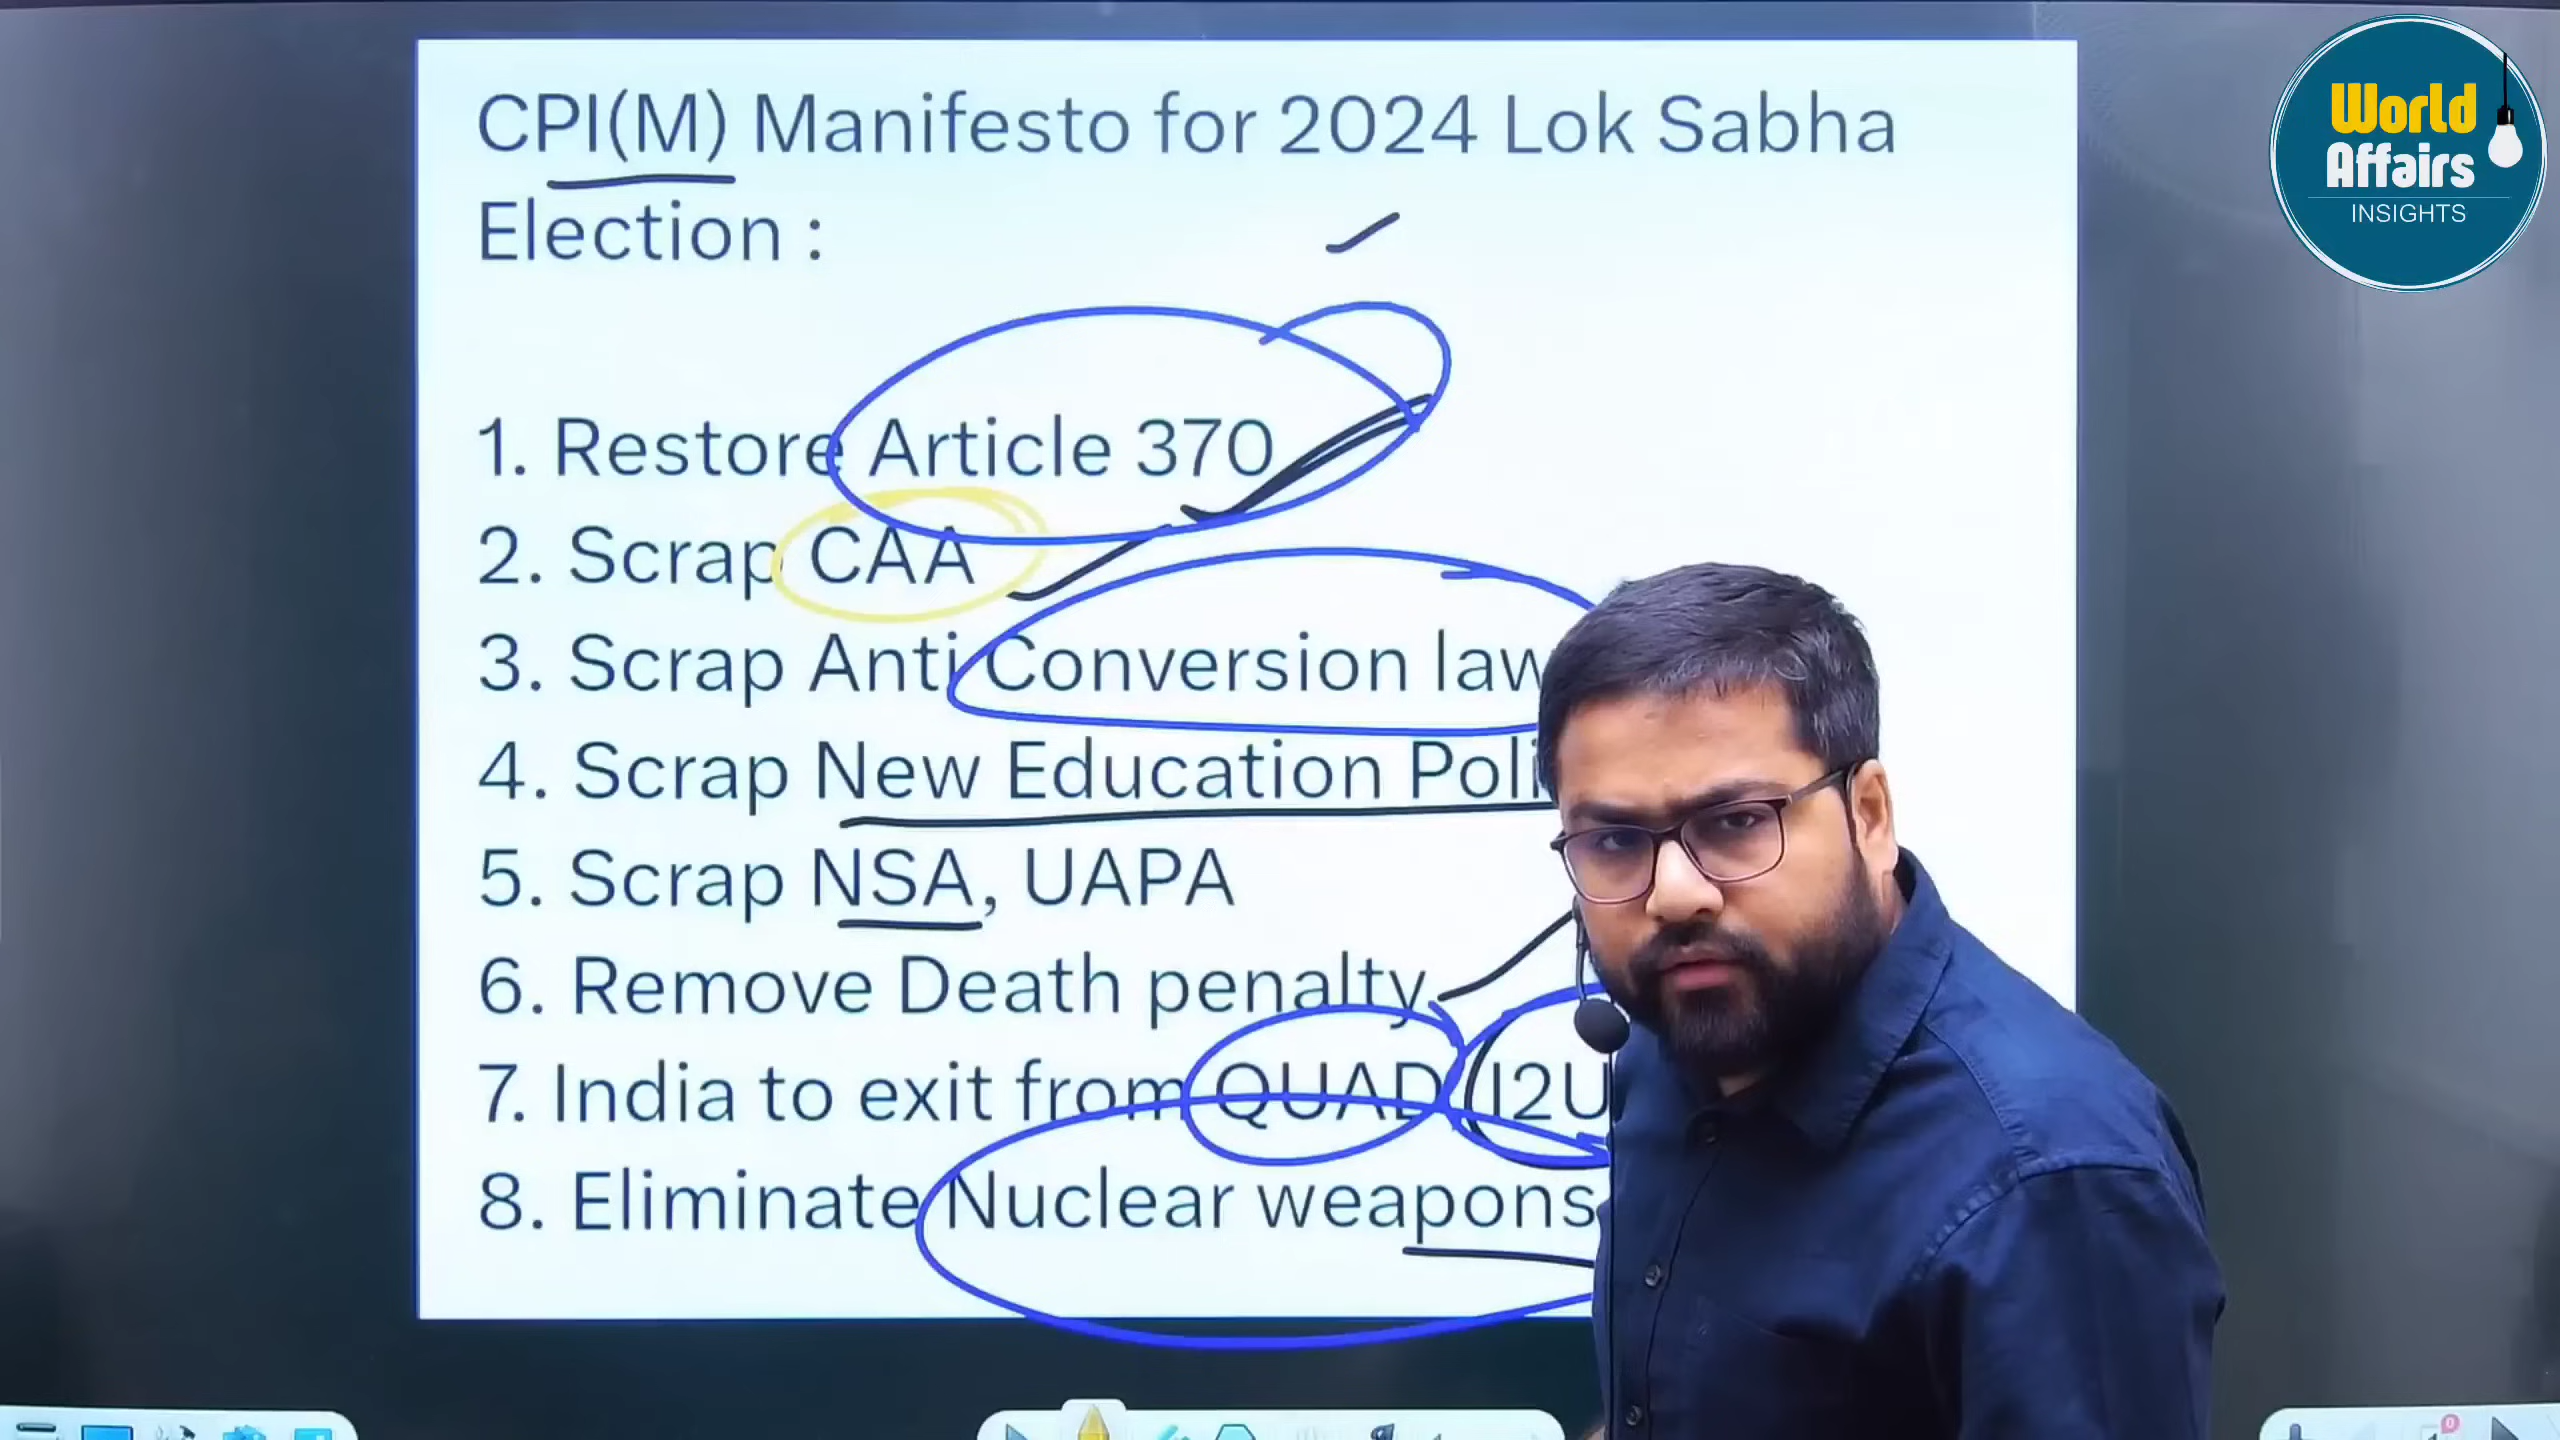 CPI(M) Manifesto for 2024 Lok Sabha
Election :
1. Restore Article 370
2. Scrap CAA
3. Scrap Anti Conversion law
4. Scrap New Education Poli
5. Scrap NSA, UAPA
6. Remove Death penalty
7. India to exit from QUAD, I2U
8. Eliminate Nuclear weapons
World
Affairs
INSIGHTS